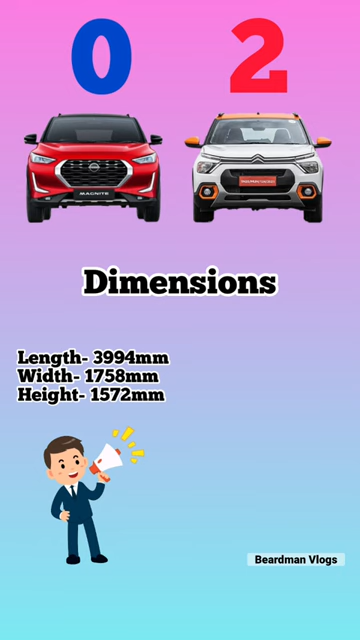 0 2
MAGNITE
Dimensions
Length- 3994mm
Width- 1758mm
Height- 1572mm
Beardman Vlogs